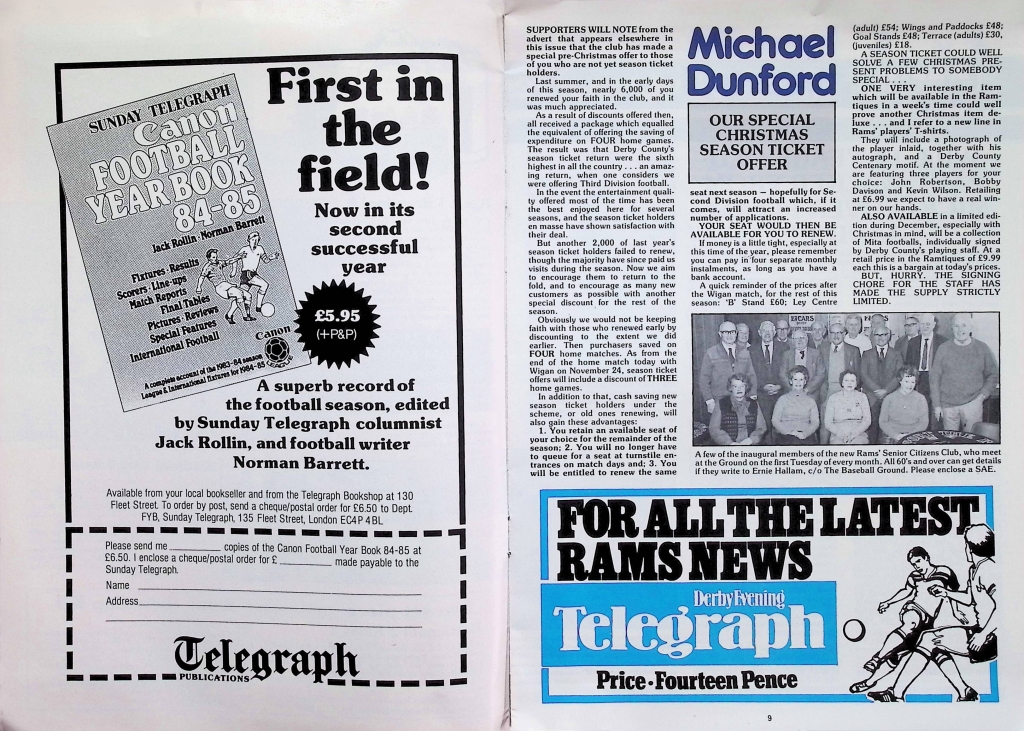 First in
the
field!
SUNDAY TELEGRAPH
Canon
FOOTBALL
YEAR BOOK
84-85
Jack Rollin · Norman Barrett
Fixtures · Results
Scorers · Line-ups
Match Reports
Final Tables
Pictures · Reviews
Special Features
International Football
Canon
A complete account of the 1983-84 season
League & International fixtures for 1984-85
Now in its
second
successful
year
£5.95
(+P&P)
A superb record of
the football season, edited
by Sunday Telegraph columnist
Jack Rollin, and football writer
Norman Barrett.
Available from your local bookseller and from the Telegraph Bookshop at 130
Fleet Street. To order by post, send a cheque/postal order for £6.50 to Dept.
FYB, Sunday Telegraph, 135 Fleet Street, London EC4P 4BL
Please send me __________ copies of the Canon Football Year Book 84-85 at
£6.50. I enclose a cheque/postal order for £ __________ made payable to the
Sunday Telegraph.
Name
Address
Telegraph
PUBLICATIONS
SUPPORTERS WILL NOTE from the
advert that appears elsewhere in
this issue that the club has made a
special pre-Christmas offer to those
of you who are not yet season ticket
holders.
Last summer, and in the early days
of this season, nearly 6,000 of you
renewed your faith in the club, and it
was much appreciated.
As a result of discounts offered then,
all received a package which equalled
the equivalent of offering the saving of
expenditure on FOUR home games.
The result was that Derby County's
season ticket return were the sixth
highest in all the country . . . an amaz-
ing return, when one considers we
were offering Third Division football.
In the event the entertainment quali-
ty offered most of the time has been
the best enjoyed here for several
seasons, and the season ticket holders
en masse have shown satisfaction with
their deal.
But another 2,000 of last year's
season ticket holders failed to renew,
though the majority have since paid us
visits during the season. Now we aim
to encourage them to return to the
fold, and to encourage as many new
customers as possible with another
special discount for the rest of the
season.
Obviously we would not be keeping
faith with those who renewed early by
discounting to the extent we did
earlier. Then purchasers saved on
FOUR home matches. As from the
end of the home match today with
Wigan on November 24, season ticket
offers will include a discount of THREE
home games.
In addition to that, cash saving new
season ticket holders under the
scheme, or old ones renewing, will
also gain these advantages:
1. You retain an available seat of
your choice for the remainder of the
season; 2. You will no longer have
to queue for a seat at turnstile en-
trances on match days and; 3. You
will be entitled to renew the same
Michael
Dunford
OUR SPECIAL
CHRISTMAS
SEASON TICKET
OFFER
seat next season — hopefully for Se-
cond Division football which, if it
comes, will attract an increased
number of applications.
YOUR SEAT WOULD THEN BE
AVAILABLE FOR YOU TO RENEW.
If money is a little tight, especially at
this time of the year, please remember
you can pay in four separate monthly
instalments, as long as you have a
bank account.
A quick reminder of the prices after
the Wigan match, for the rest of this
season: 'B' Stand £60; Ley Centre
(adult) £54; Wings and Paddocks £48;
Goal Stands £48; Terrace (adults) £30,
(juveniles) £18.
A SEASON TICKET COULD WELL
SOLVE A FEW CHRISTMAS PRE-
SENT PROBLEMS TO SOMEBODY
SPECIAL . . .
ONE VERY interesting item
which will be available in the Ram-
tiques in a week's time could well
prove another Christmas item de-
luxe . . . and I refer to a new line in
Rams' players' T-shirts.
They will include a photograph of
the player inlaid, together with his
autograph, and a Derby County
Centenary motif. At the moment we
are featuring three players for your
choice: John Robertson, Bobby
Davison and Kevin Wilson. Retailing
at £6.99 we expect to have a real win-
ner on our hands.
ALSO AVAILABLE in a limited edi-
tion during December, especially with
Christmas in mind, will be a collection
of Mita footballs, individually signed
by Derby County's playing staff. At a
retail price in the Ramtiques of £9.99
each this is a bargain at today's prices.
BUT, HURRY. THE SIGNING
CHORE FOR THE STAFF HAS
MADE THE SUPPLY STRICTLY
LIMITED.
A few of the inaugural members of the new Rams' Senior Citizens Club, who meet
at the Ground on the first Tuesday of every month. All 60's and over can get details
if they write to Ernie Hallam, c/o The Baseball Ground. Please enclose a SAE.
FOR ALL THE LATEST
RAMS NEWS
Derby Evening
Telegraph
Price · Fourteen Pence
9